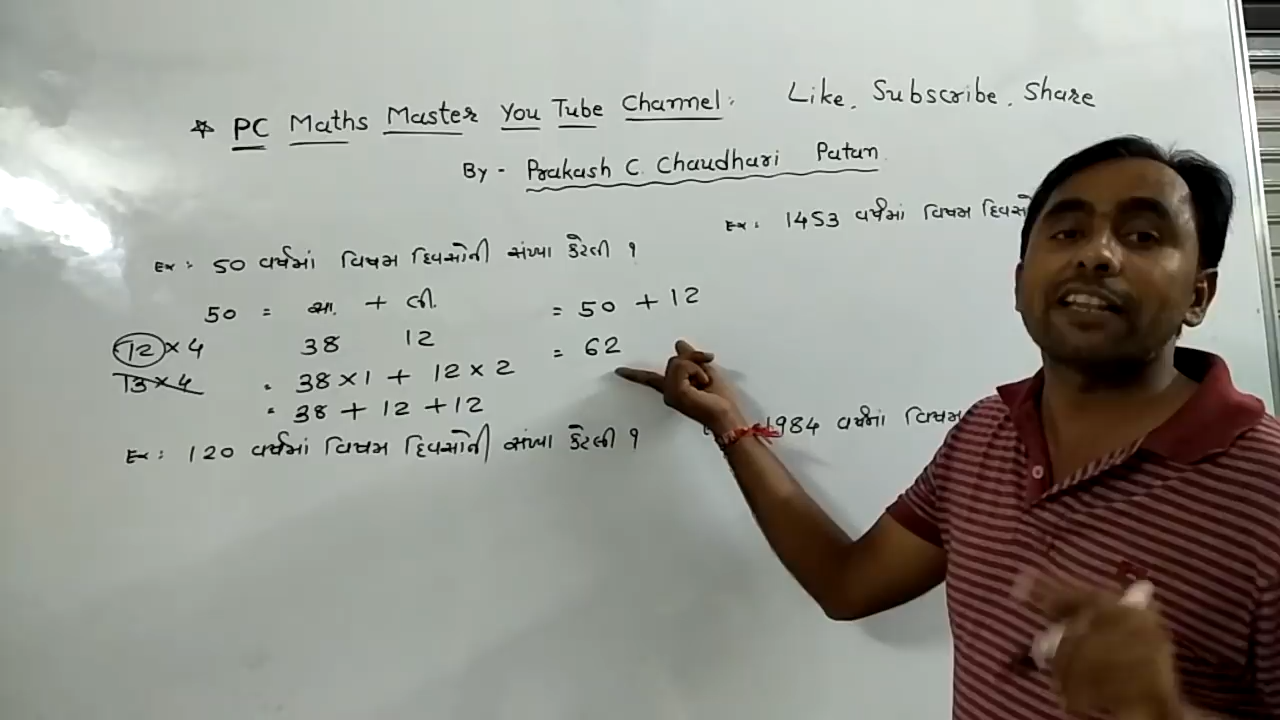 ☆ PC Maths Master You Tube Channel: Like, Subscribe, Share
By - Prakash C. Chaudhari Patan
Ex: 1453 વર્ષમાં વિષમ દિવસો
Ex: 50 વર્ષમાં વિષમ દિવસોની સંખ્યા કેટલી ?
50 = સા. + લી. = 50 + 12
12 × 4 38 12 = 62
13 × 4 = 38 × 1 + 12 × 2
= 38 + 12 + 12
1984 વર્ષમાં વિષમ
Ex: 120 વર્ષમાં વિષમ દિવસોની સંખ્યા કેટલી ?